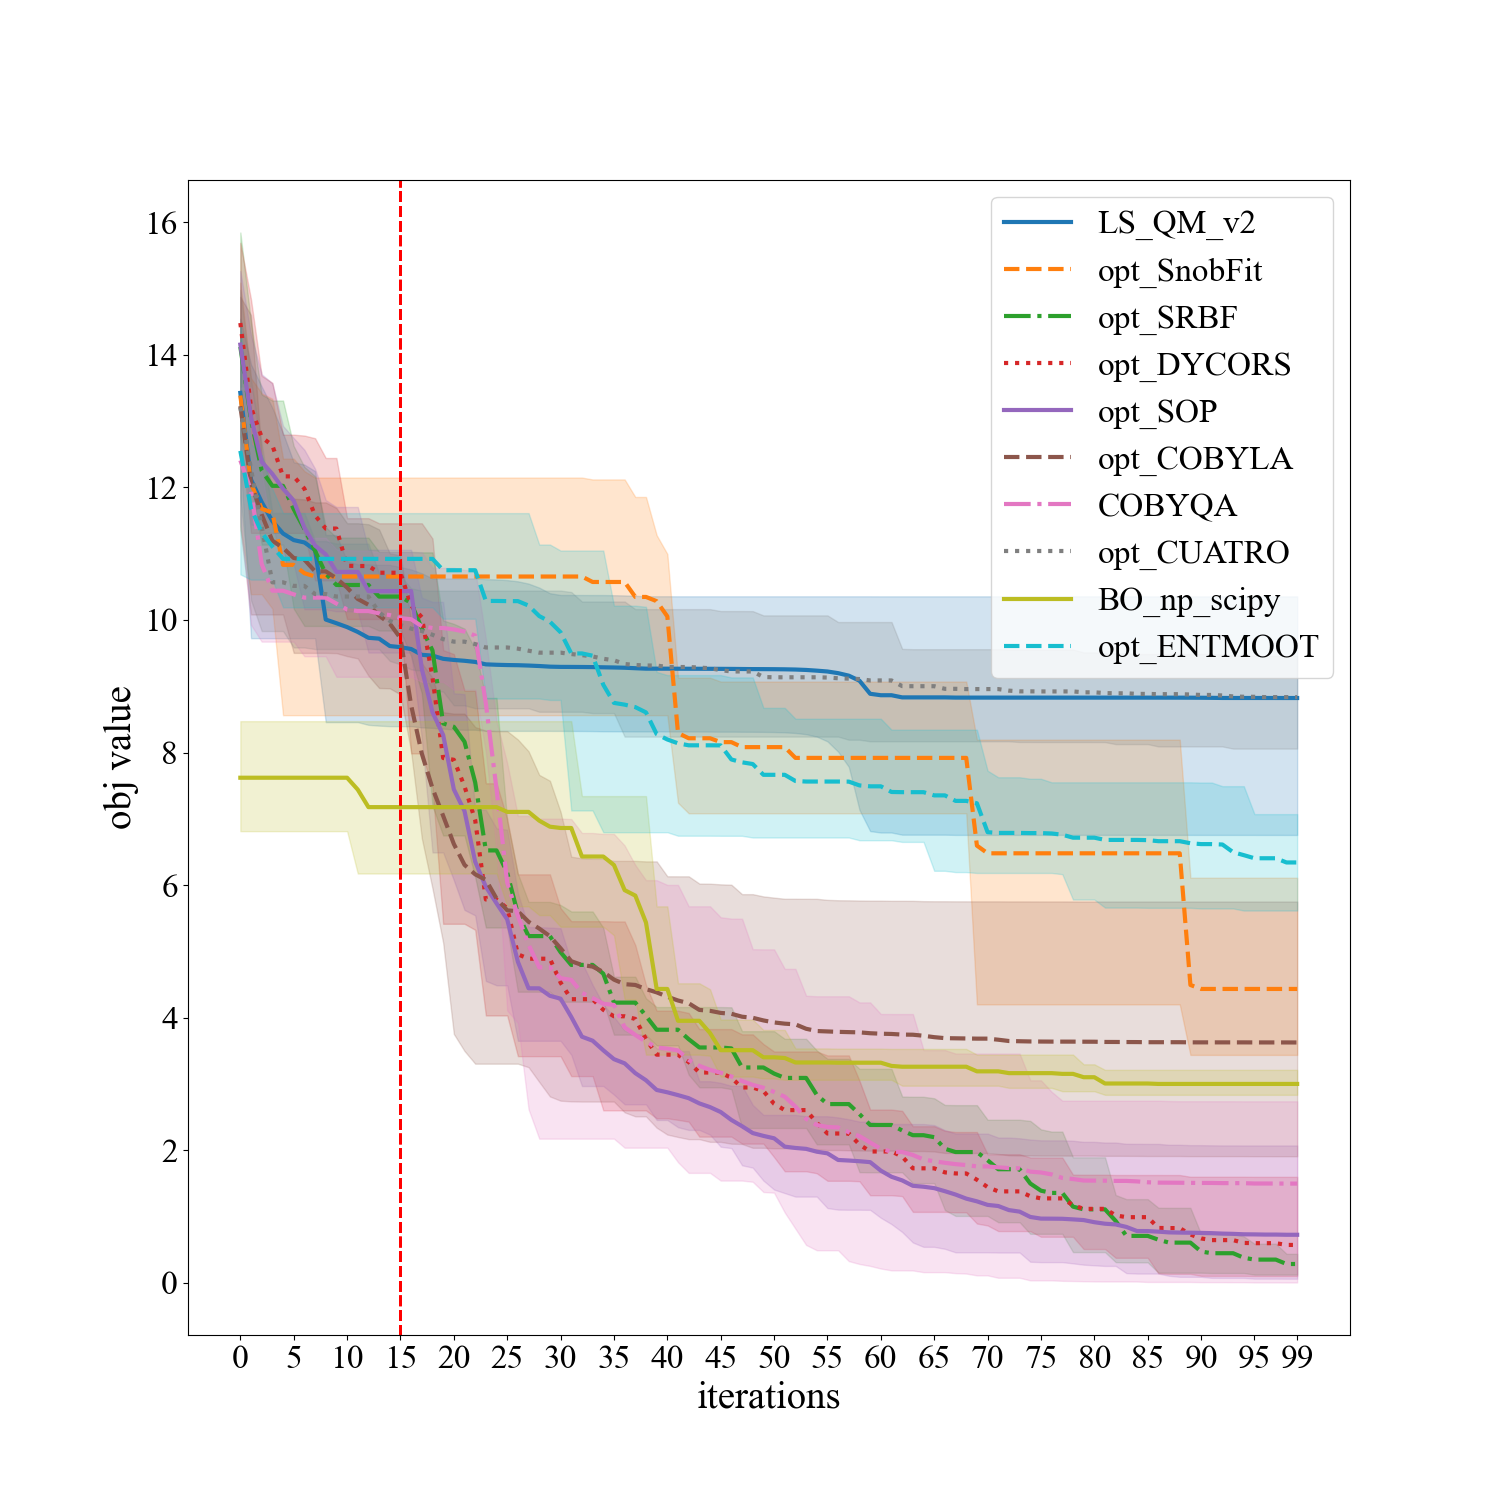 16
14
12
10
8
6
4
2
0
obj value
LS_QM_v2
opt_SnobFit
opt_SRBF
opt_DYCORS
opt_SOP
opt_COBYLA
COBYQA
opt_CUATRO
BO_np_scipy
opt_ENTMOOT
0 5 10 15 20 25 30 35 40 45 50 55 60 65 70 75 80 85 90 95 99
iterations